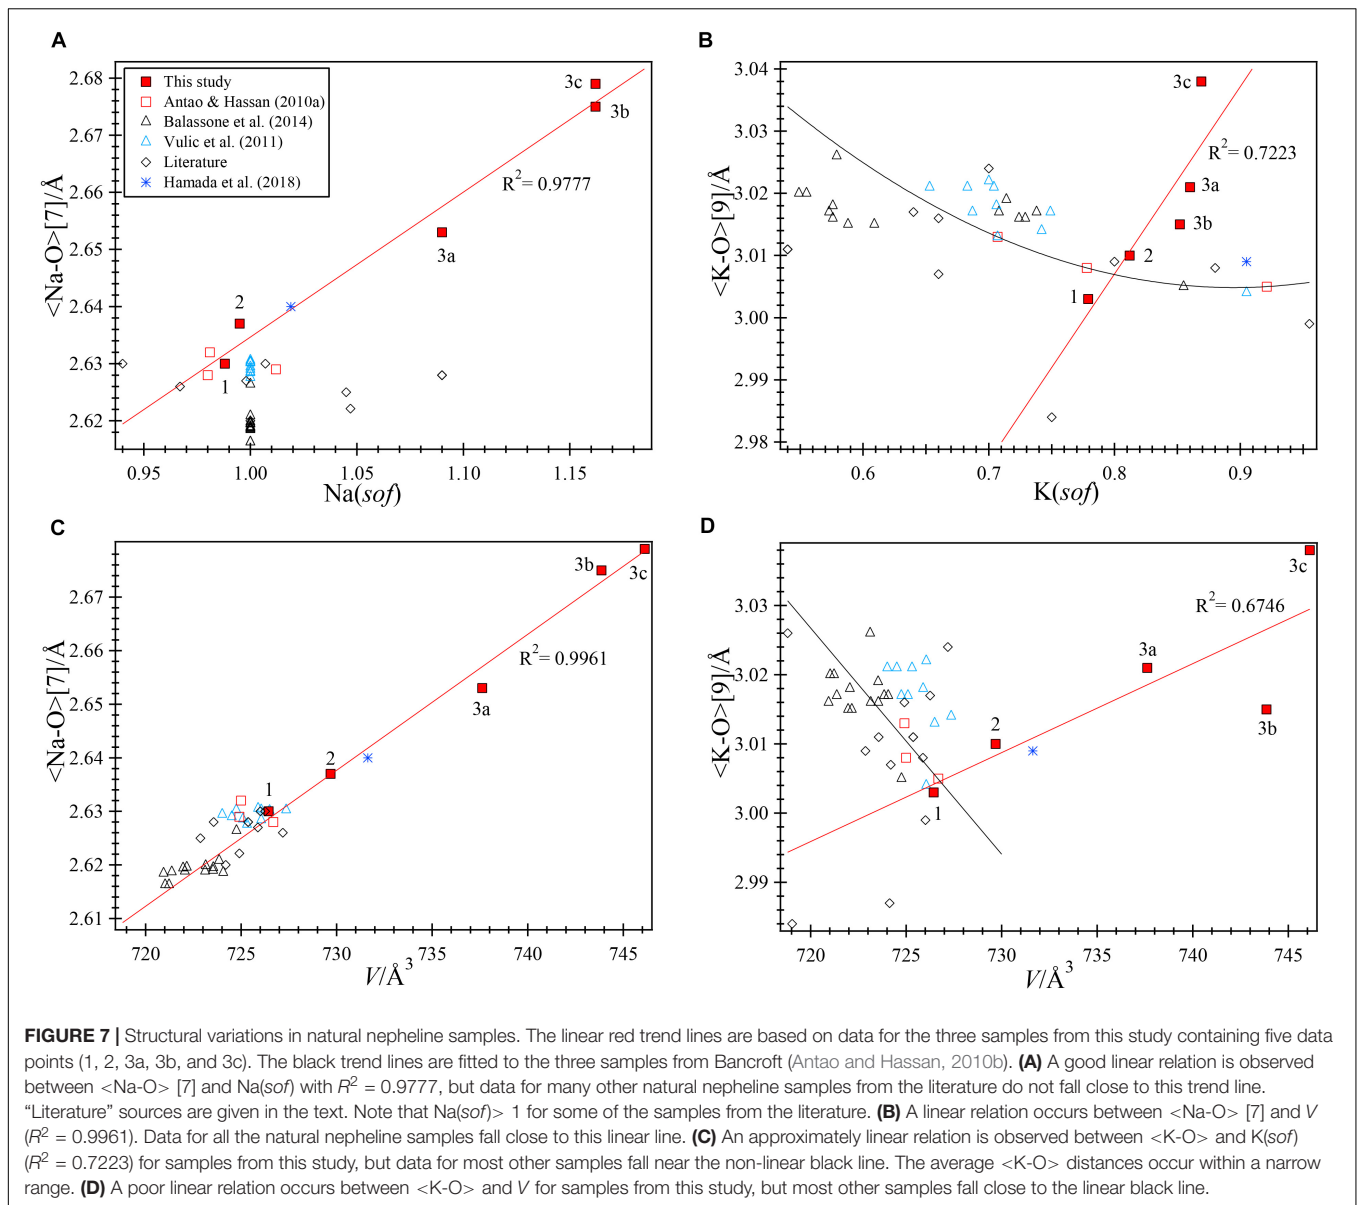 A
2.68
2.67
2.66
2.65
2.64
2.63
2.62
<Na-O>[7]/Å
This study
Antao & Hassan (2010a)
Balassone et al. (2014)
Vulic et al. (2011)
Literature
Hamada et al. (2018)
3c
3b
R²= 0.9777
3a
2
1
0.95 1.00 1.05 1.10 1.15
Na(sof)
B
3.04
3.03
3.02
3.01
3.00
2.99
2.98
<K-O>[9]/Å
3c
R²= 0.7223
3a
3b
2
1
0.6 0.7 0.8 0.9
K(sof)
C
2.67
2.66
2.65
2.64
2.63
2.62
2.61
<Na-O>[7]/Å
3b
3c
R²= 0.9961
3a
2
1
720 725 730 735 740 745
V/Å³
D
3.03
3.02
3.01
3.00
2.99
<K-O>[9]/Å
3c
R²= 0.6746
3a
3b
2
1
720 725 730 735 740 745
V/Å³
FIGURE 7 | Structural variations in natural nepheline samples. The linear red trend lines are based on data for the three samples from this study containing five data
points (1, 2, 3a, 3b, and 3c). The black trend lines are fitted to the three samples from Bancroft (Antao and Hassan, 2010b). (A) A good linear relation is observed
between <Na-O> [7] and Na(sof) with R² = 0.9777, but data for many other natural nepheline samples from the literature do not fall close to this trend line.
“Literature” sources are given in the text. Note that Na(sof)> 1 for some of the samples from the literature. (B) A linear relation occurs between <Na-O> [7] and V
(R² = 0.9961). Data for all the natural nepheline samples fall close to this linear line. (C) An approximately linear relation is observed between <K-O> and K(sof)
(R² = 0.7223) for samples from this study, but data for most other samples fall near the non-linear black line. The average <K-O> distances occur within a narrow
range. (D) A poor linear relation occurs between <K-O> and V for samples from this study, but most other samples fall close to the linear black line.